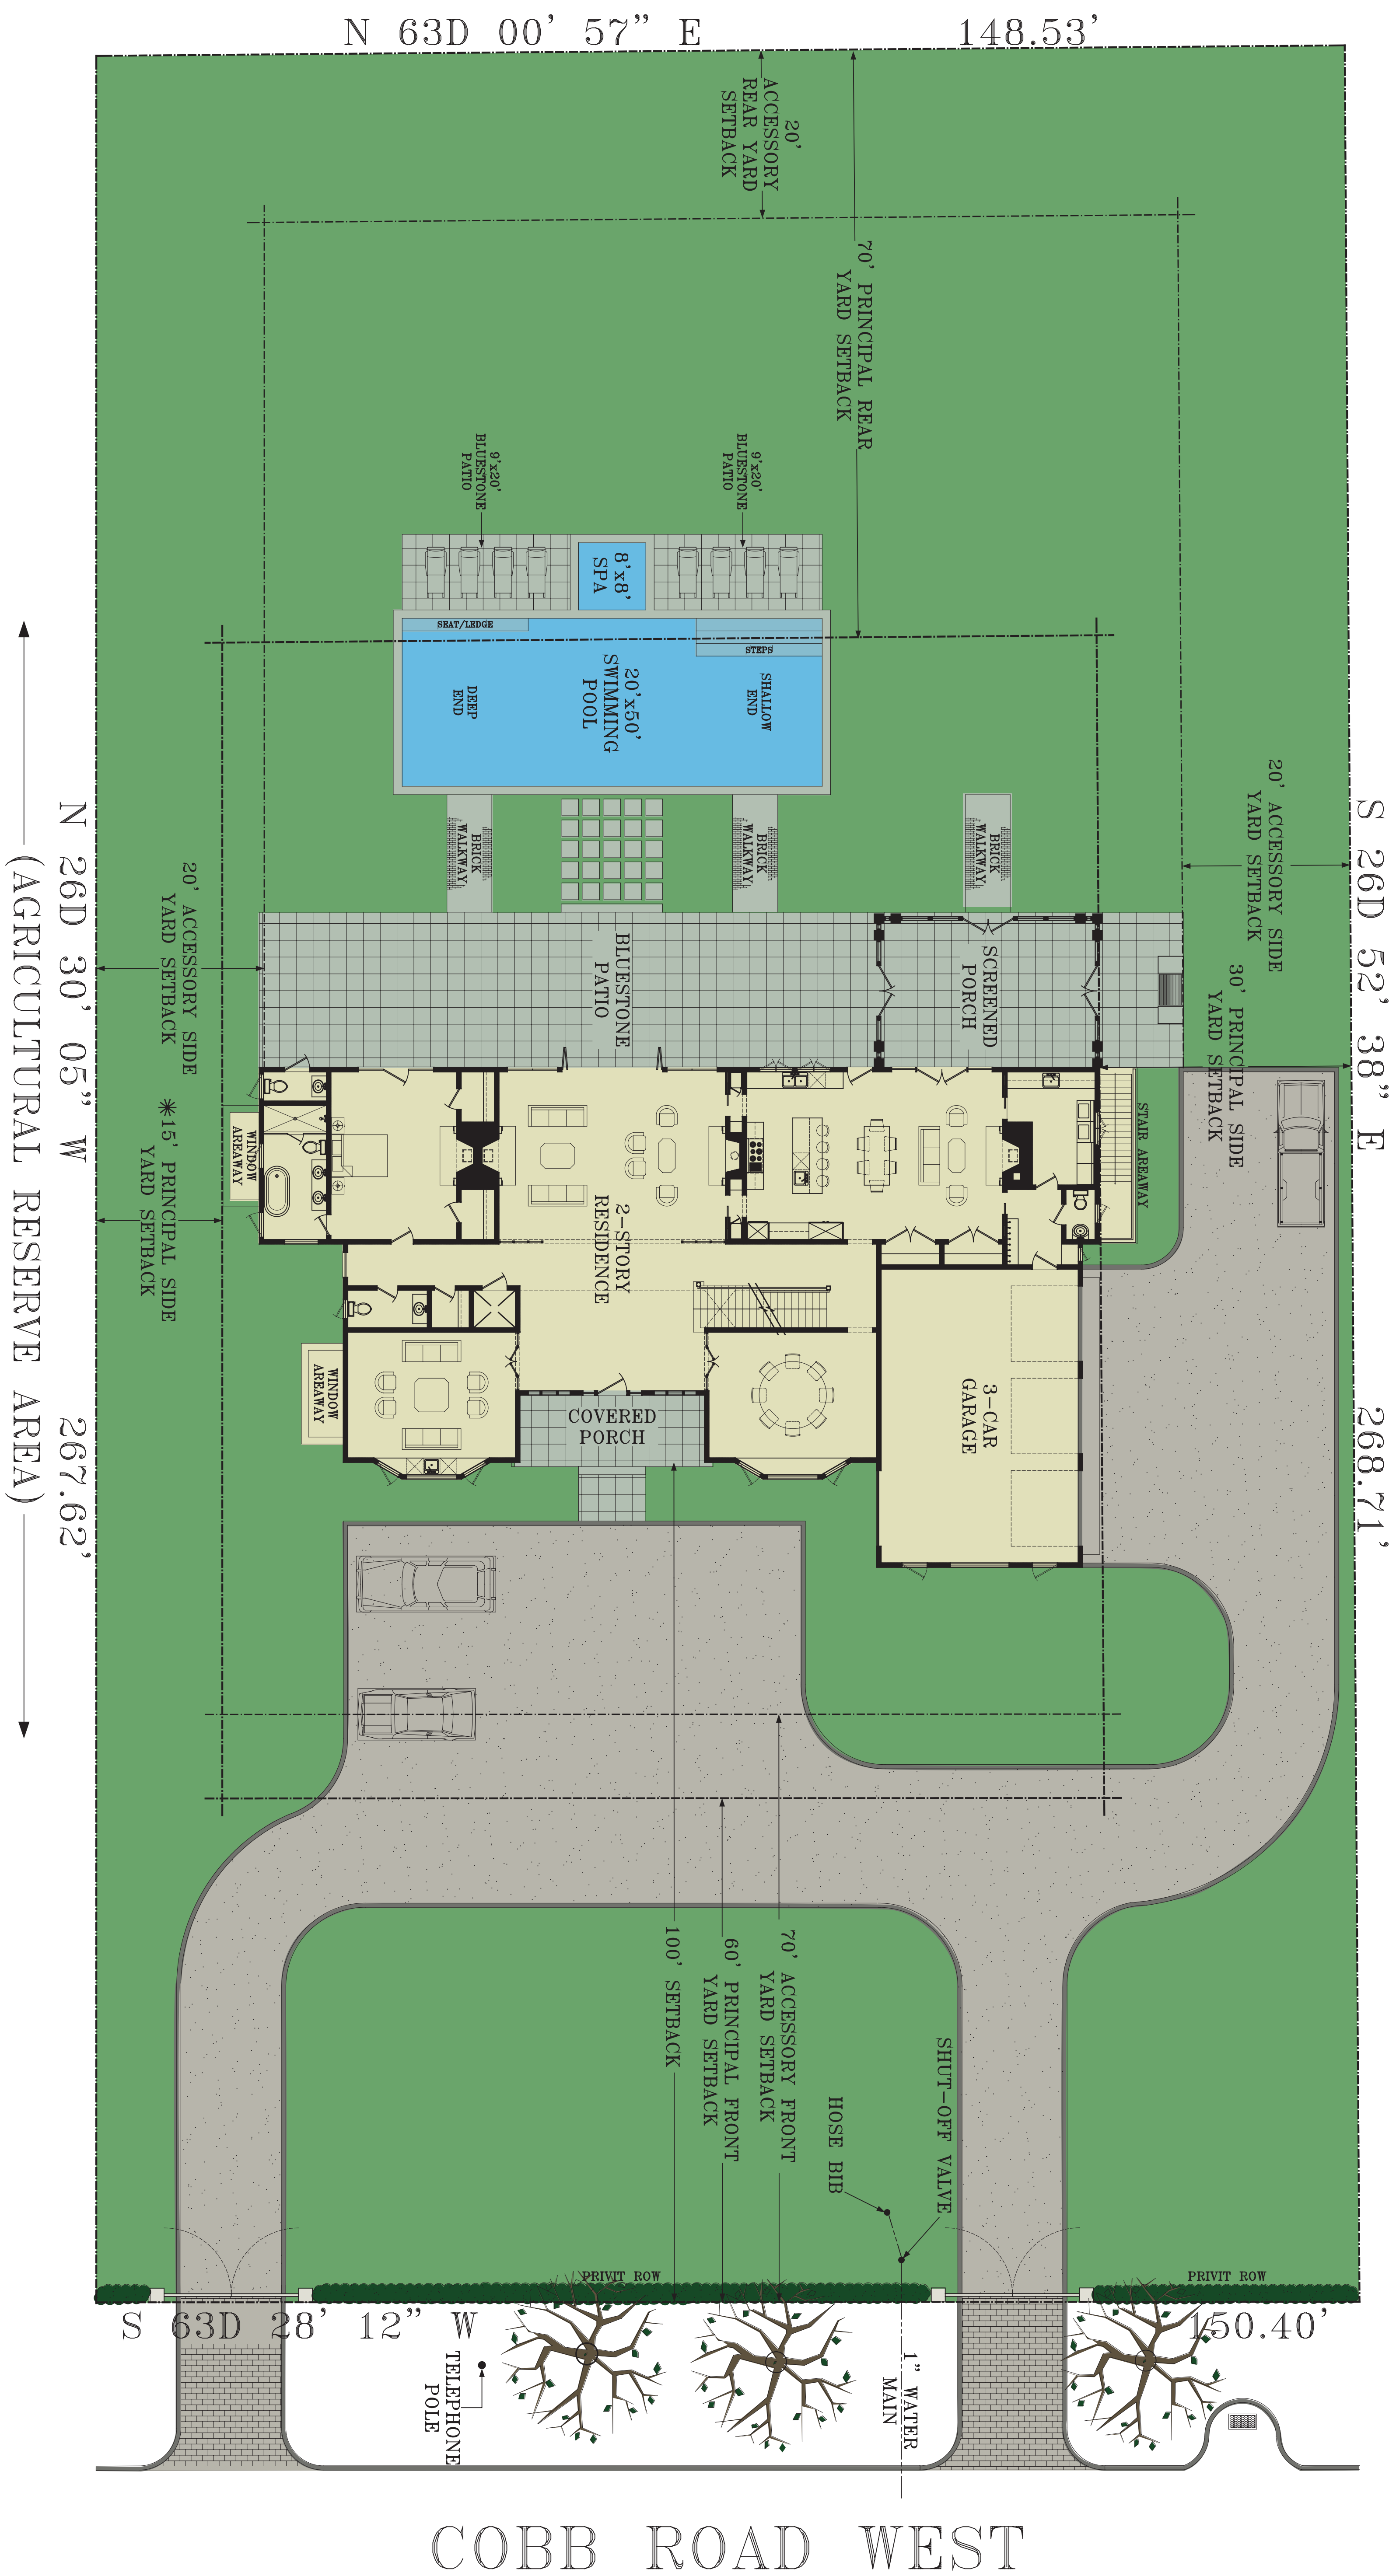 N 63D 00' 57" E 148.53'
20'
ACCESSORY
REAR YARD
SETBACK
70' PRINCIPAL REAR
YARD SETBACK
9'x20'
BLUESTONE
PATIO
9'x20'
BLUESTONE
PATIO
8'x8'
SPA
SEAT/LEDGE
STEPS
20'x50'
SWIMMING
POOL
DEEP
END
SHALLOW
END
BRICK
WALKWAY
BRICK
WALKWAY
BRICK
WALKWAY
20' ACCESSORY SIDE
YARD SETBACK
S 26D 52' 38" E 268.71'
N 26D 30' 05" W 267.62'
(AGRICULTURAL RESERVE AREA)
20' ACCESSORY SIDE
YARD SETBACK
*15' PRINCIPAL SIDE
YARD SETBACK
30' PRINCIPAL SIDE
YARD SETBACK
BLUESTONE
PATIO
SCREENED
PORCH
WINDOW
AREAWAY
STAIR AREAWAY
2-STORY
RESIDENCE
WINDOW
AREAWAY
COVERED
PORCH
3-CAR
GARAGE
100' SETBACK
60' PRINCIPAL FRONT
YARD SETBACK
70' ACCESSORY FRONT
YARD SETBACK
HOSE BIB
SHUT-OFF VALVE
PRIVIT ROW
PRIVIT ROW
S 63D 28' 12" W 150.40'
TELEPHONE
POLE
1" WATER
MAIN
COBB ROAD WEST